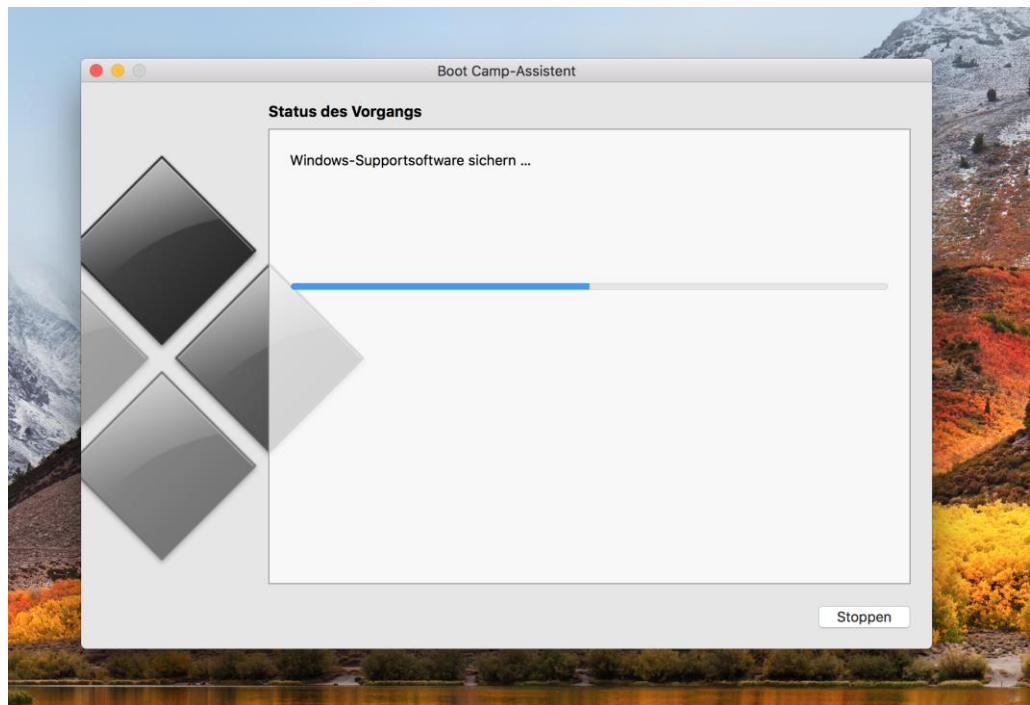 Boot Camp-Assistent
Status des Vorgangs
Windows-Supportsoftware sichern ...
Stoppen